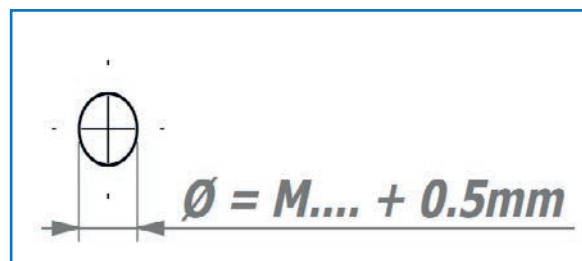 Ø = M.... + 0.5mm